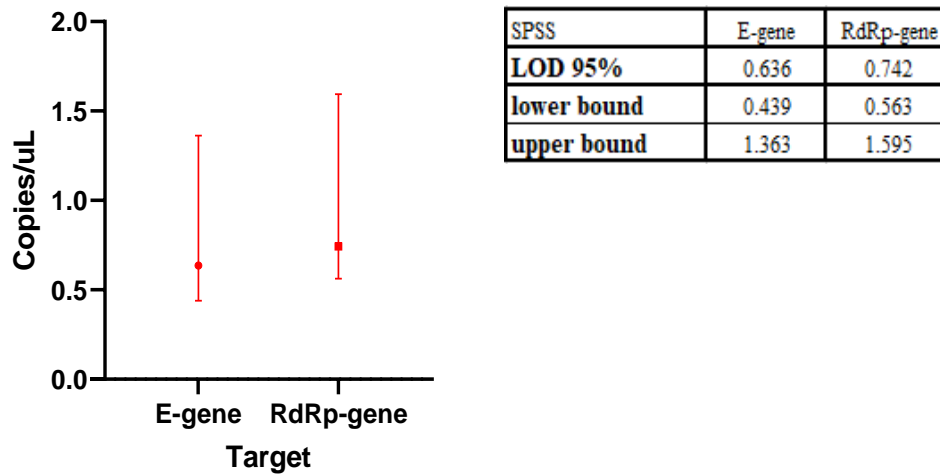 2.0
1.5
1.0
0.5
0.0
Copies/uL
E-gene RdRp-gene
Target
SPSS E-gene RdRp-gene
LOD 95% 0.636 0.742
lower bound 0.439 0.563
upper bound 1.363 1.595